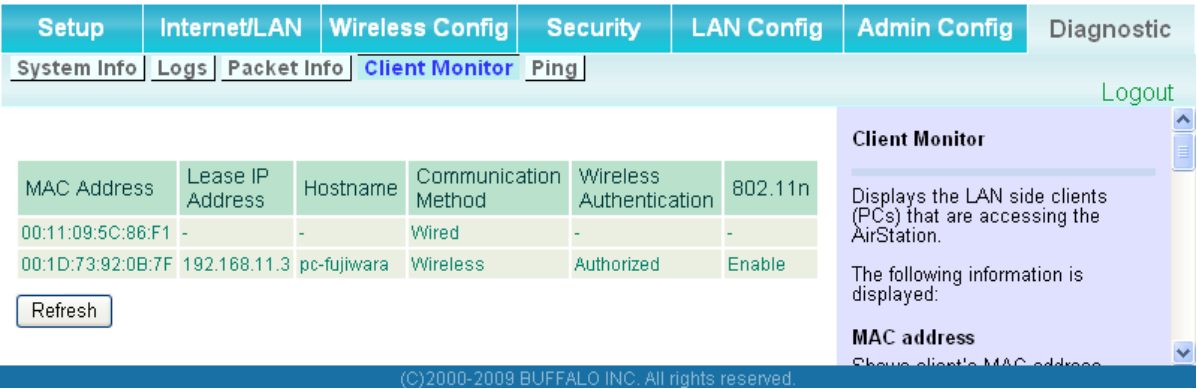 Setup Internet/LAN Wireless Config Security LAN Config Admin Config Diagnostic
System Info Logs Packet Info Client Monitor Ping
Logout
MAC Address Lease IP Address Hostname Communication Method Wireless Authentication 802.11n
00:11:09:5C:86:F1 - - Wired - -
00:1D:73:92:0B:7F 192.168.11.3 pc-fujiwara Wireless Authorized Enable
Refresh
Client Monitor
Displays the LAN side clients
(PCs) that are accessing the
AirStation.
The following information is
displayed:
MAC address
Shows client's MAC address
(C)2000-2009 BUFFALO INC. All rights reserved.